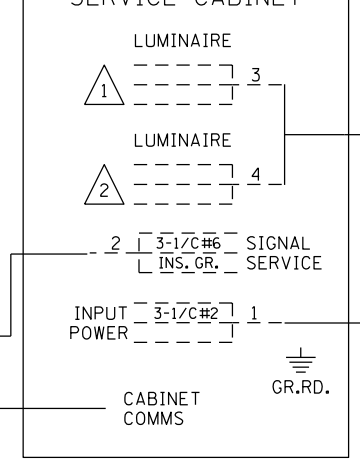 SERVICE CABINET
LUMINAIRE
1
3
LUMINAIRE
2
4
2 3-1/C#6 SIGNAL
INS. GR. SERVICE
INPUT 3-1/C#2 1
POWER
GR.RD.
CABINET
COMMS